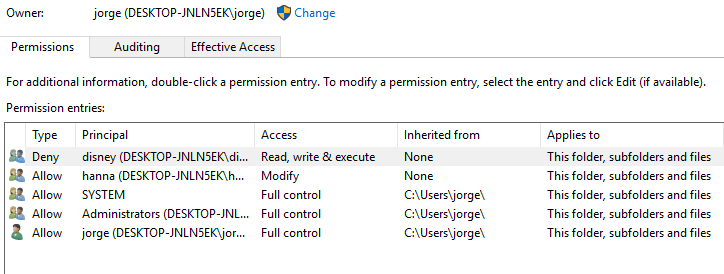 Owner: jorge (DESKTOP-JNLN5EK\jorge) Change
Permissions Auditing Effective Access
For additional information, double-click a permission entry. To modify a permission entry, select the entry and click Edit (if available).
Permission entries:
Type Principal Access Inherited from Applies to
Deny disney (DESKTOP-JNLN5EK\di... Read, write & execute None This folder, subfolders and files
Allow hanna (DESKTOP-JNLN5EK\h... Modify None This folder, subfolders and files
Allow SYSTEM Full control C:\Users\jorge\ This folder, subfolders and files
Allow Administrators (DESKTOP-JNL... Full control C:\Users\jorge\ This folder, subfolders and files
Allow jorge (DESKTOP-JNLN5EK\jor... Full control C:\Users\jorge\ This folder, subfolders and files